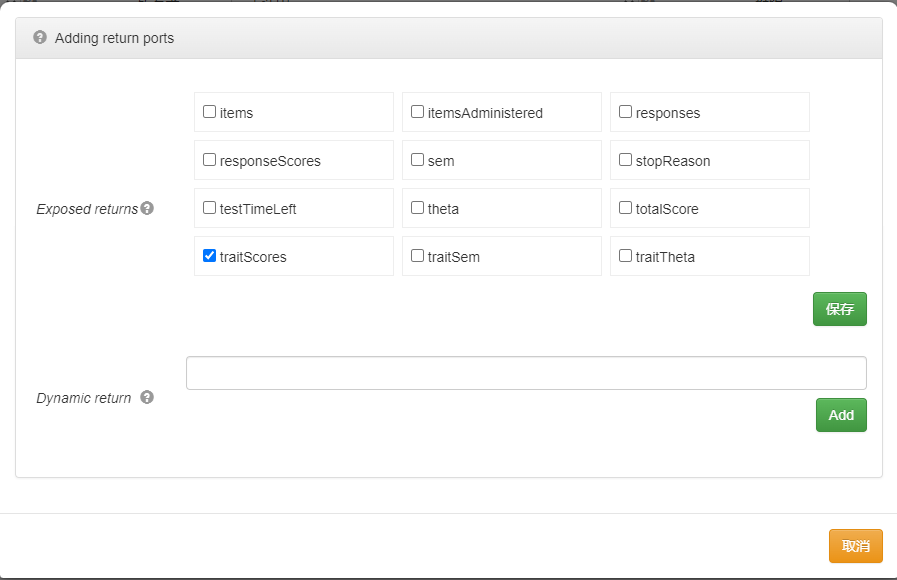 Adding return ports
items itemsAdministered responses
responseScores sem stopReason
Exposed returns testTimeLeft theta totalScore
traitScores traitSem traitTheta
保存
Dynamic return
Add
取消